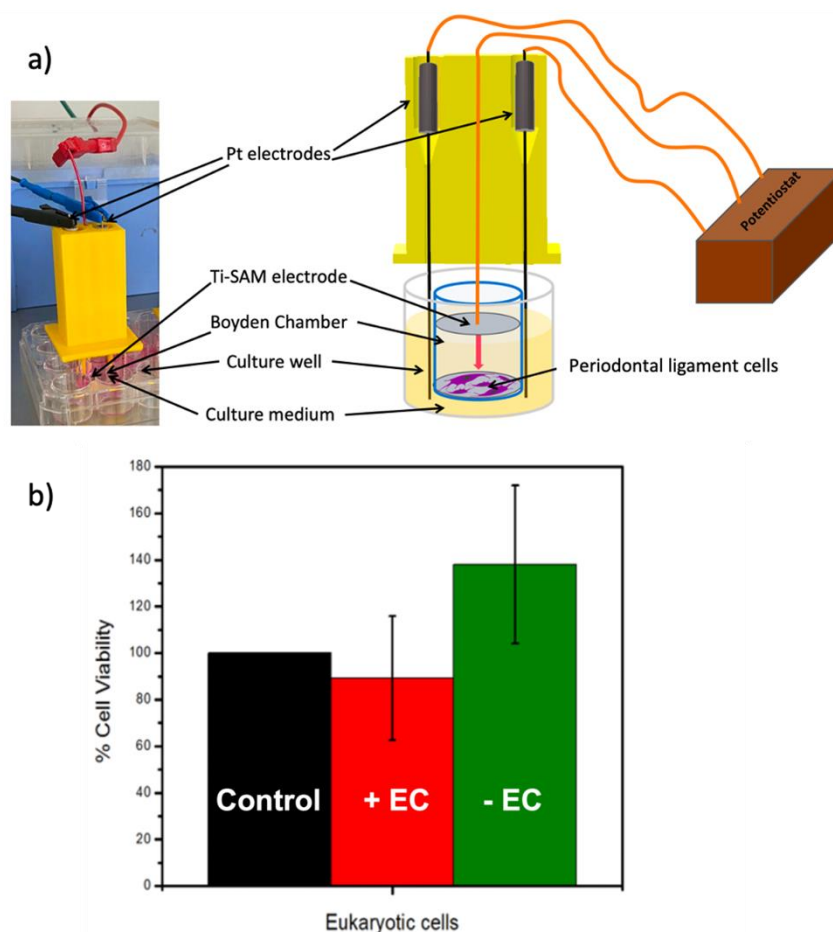 a)
Pt electrodes
Potentiostat
Ti-SAM electrode
Boyden Chamber
Culture well
Periodontal ligament cells
Culture medium
b)
180
160
140
120
100
80
60
40
20
0
% Cell Viability
Control
+ EC
- EC
Eukaryotic cells